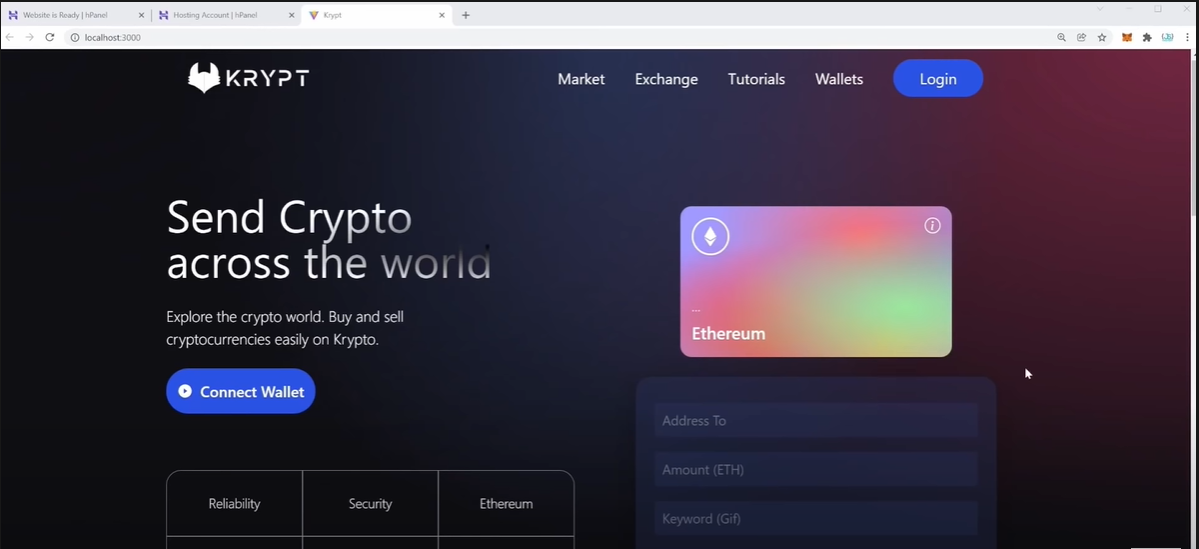 Website is Ready | hPanel
Hosting Account | hPanel
Krypt
localhost:3000
KRYPT
Market
Exchange
Tutorials
Wallets
Login
Send Crypto
across the world
Explore the crypto world. Buy and sell
cryptocurrencies easily on Krypto.
Connect Wallet
Reliability
Security
Ethereum
...
Ethereum
Address To
Amount (ETH)
Keyword (Gif)